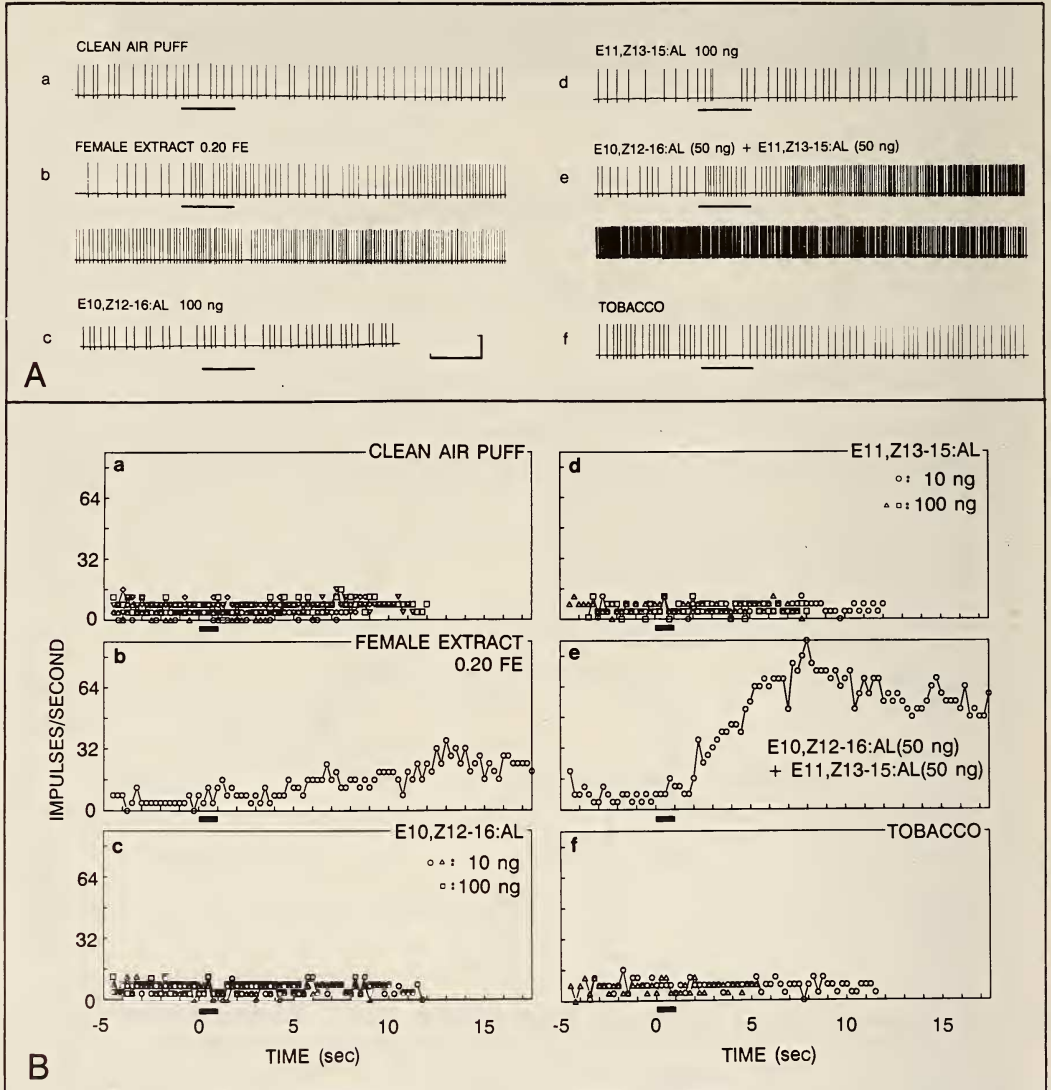 CLEAN AIR PUFF
a
FEMALE EXTRACT 0.20 FE
b
E10,Z12-16:AL 100 ng
c
A
E11,Z13-15:AL 100 ng
d
E10,Z12-16:AL (50 ng) + E11,Z13-15:AL (50 ng)
e
TOBACCO
f
IMPULSES/SECOND
a CLEAN AIR PUFF
64
32
0
b FEMALE EXTRACT
0.20 FE
64
32
0
c E10,Z12-16:AL
○ △ : 10 ng
□ : 100 ng
64
32
0
-5 0 5 10 15
TIME (sec)
B
d E11,Z13-15:AL
○ : 10 ng
△ □ : 100 ng
e
E10,Z12-16:AL(50 ng)
+ E11,Z13-15:AL(50 ng)
f TOBACCO
-5 0 5 10 15
TIME (sec)